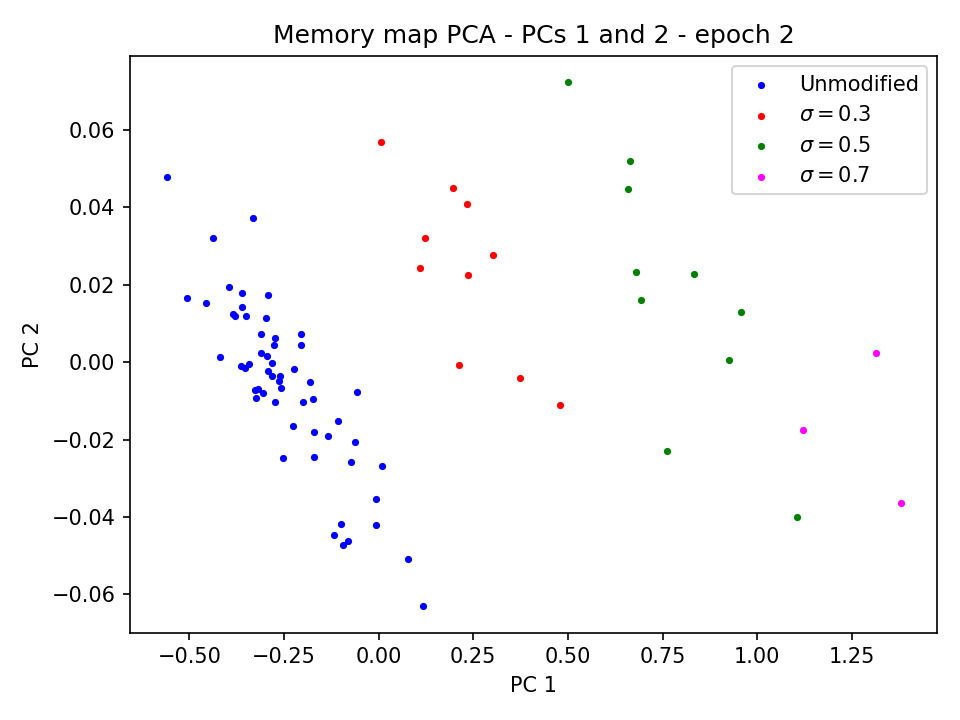 Memory map PCA - PCs 1 and 2 - epoch 2
Unmodified
σ = 0.3
σ = 0.5
σ = 0.7
0.06
0.04
0.02
0.00
−0.02
−0.04
−0.06
PC 2
−0.50 −0.25 0.00 0.25 0.50 0.75 1.00 1.25
PC 1